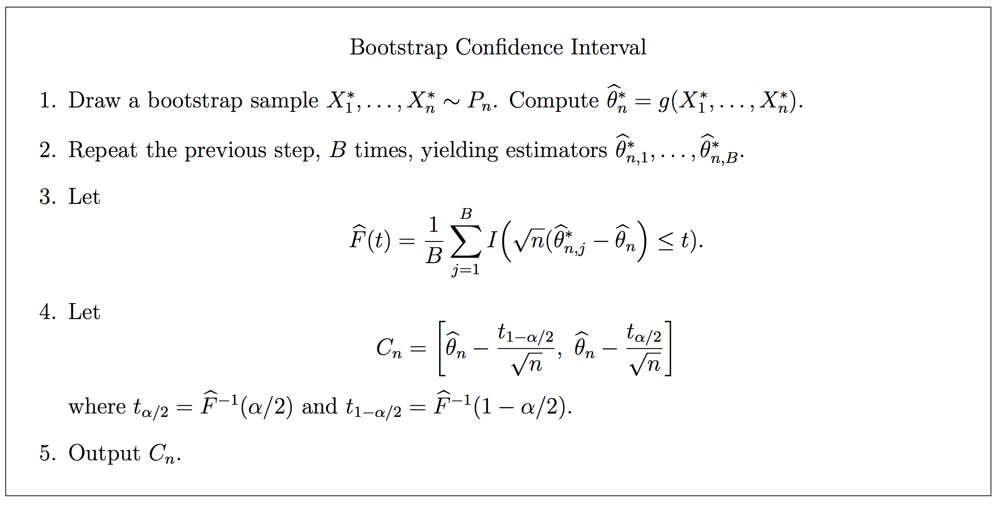 Bootstrap Confidence Interval
1. Draw a bootstrap sample $X_1^*, \ldots, X_n^* \sim P_n$. Compute $\widehat{\theta}_n^* = g(X_1^*, \ldots, X_n^*)$.
2. Repeat the previous step, $B$ times, yielding estimators $\widehat{\theta}_{n,1}^*, \ldots, \widehat{\theta}_{n,B}^*$.
3. Let
$\widehat{F}(t) = \frac{1}{B} \sum_{j=1}^{B} I\Big(\sqrt{n}(\widehat{\theta}_{n,j}^* - \widehat{\theta}_n\Big) \leq t)$.
4. Let
$C_n = \left[\widehat{\theta}_n - \frac{t_{1-\alpha/2}}{\sqrt{n}},\ \widehat{\theta}_n - \frac{t_{\alpha/2}}{\sqrt{n}}\right]$
where $t_{\alpha/2} = \widehat{F}^{-1}(\alpha/2)$ and $t_{1-\alpha/2} = \widehat{F}^{-1}(1 - \alpha/2)$.
5. Output $C_n$.